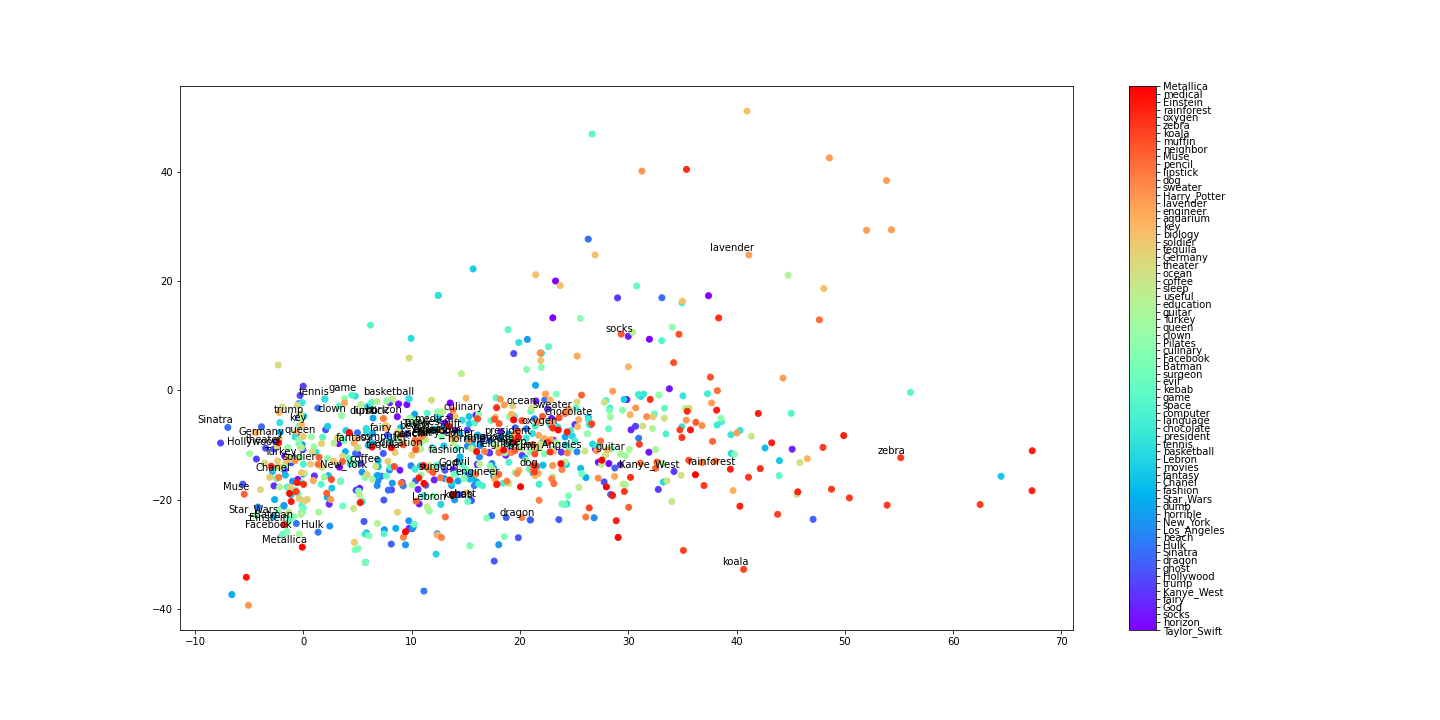 40
20
0
−20
−40
−10
0
10
20
30
40
50
60
70
lavender
socks
tennis
game
basketball
ocean
sweater
chocolate
trump
clown
horizon
culinary
key
Sinatra
medical
oxygen
queen
fairy
Germany
president
theater
Hollywood
fantasy
fashion
Los_Angeles
guitar
zebra
Turkey
soldier
coffee
God
evil
dog
Kanye_West
rainforest
Chanel
New_York
surgeon
engineer
Muse
Lebron
Star_Wars
dragon
Batman
Facebook
Hulk
Metallica
koala
Metallica
medical
Einstein
rainforest
oxygen
zebra
koala
muffin
neighbor
Muse
pencil
lipstick
dog
sweater
Harry_Potter
lavender
engineer
aquarium
key
biology
soldier
tequila
Germany
theater
ocean
coffee
sleep
useful
education
guitar
Turkey
queen
clown
Pilates
culinary
Facebook
Batman
surgeon
evil
kebab
game
space
computer
language
chocolate
president
tennis
basketball
Lebron
movies
fantasy
Chanel
fashion
Star_Wars
dump
horrible
New_York
Los_Angeles
beach
Hulk
Sinatra
dragon
ghost
Hollywood
trump
Kanye_West
fairy
God
socks
horizon
Taylor_Swift